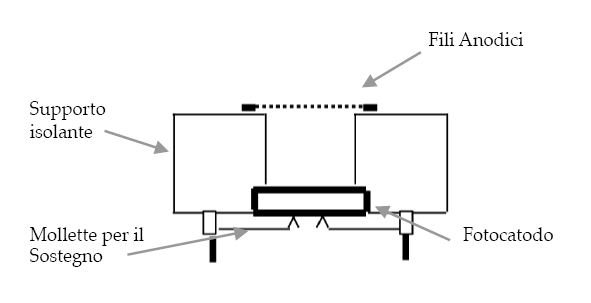 Fili Anodici
Supporto
isolante
Mollette per il
Sostegno
Fotocatodo